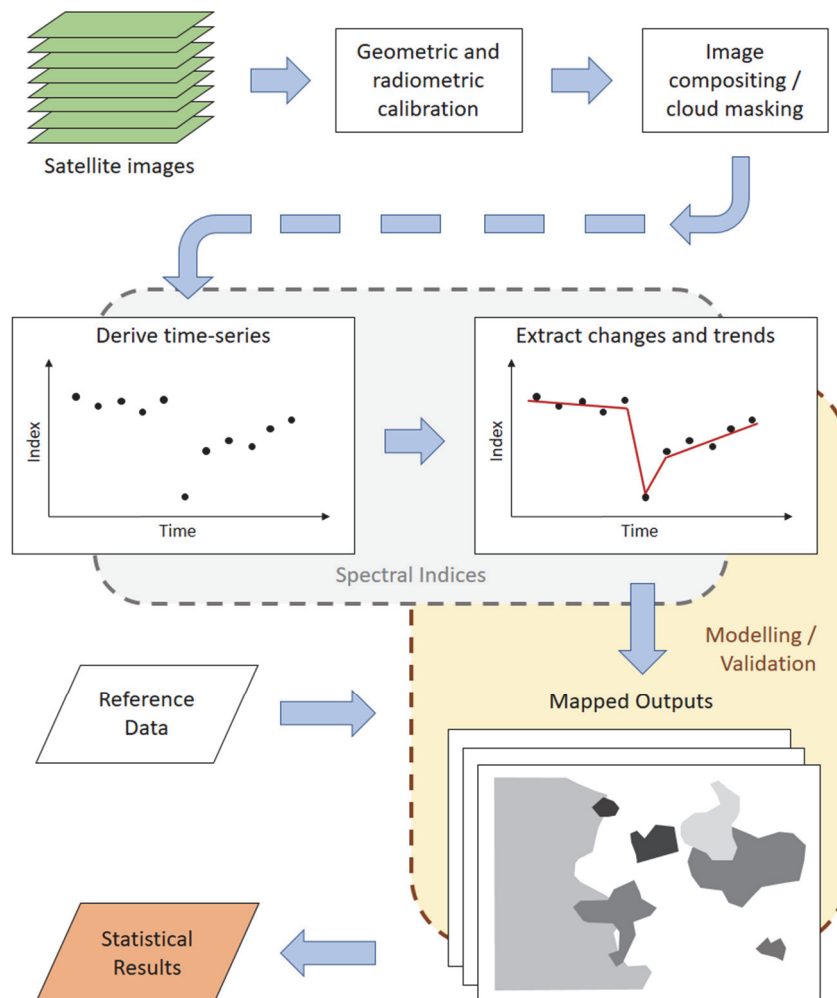 Satellite images
Geometric and
radiometric
calibration
Image
compositing /
cloud masking
Derive time-series
Index
Time
Extract changes and trends
Index
Time
Spectral Indices
Modelling /
Validation
Reference
Data
Mapped Outputs
Statistical
Results